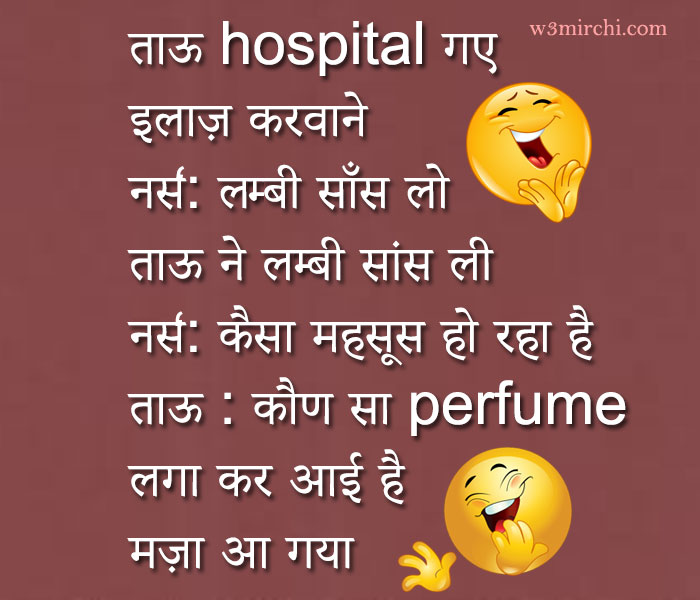 w3mirchi.com
ताऊ hospital गए
इलाज़ करवाने
नर्स: लम्बी साँस लो
ताऊ ने लम्बी सांस ली
नर्स: कैसा महसूस हो रहा है
ताऊ : कौण सा perfume
लगा कर आई है
मज़ा आ गया